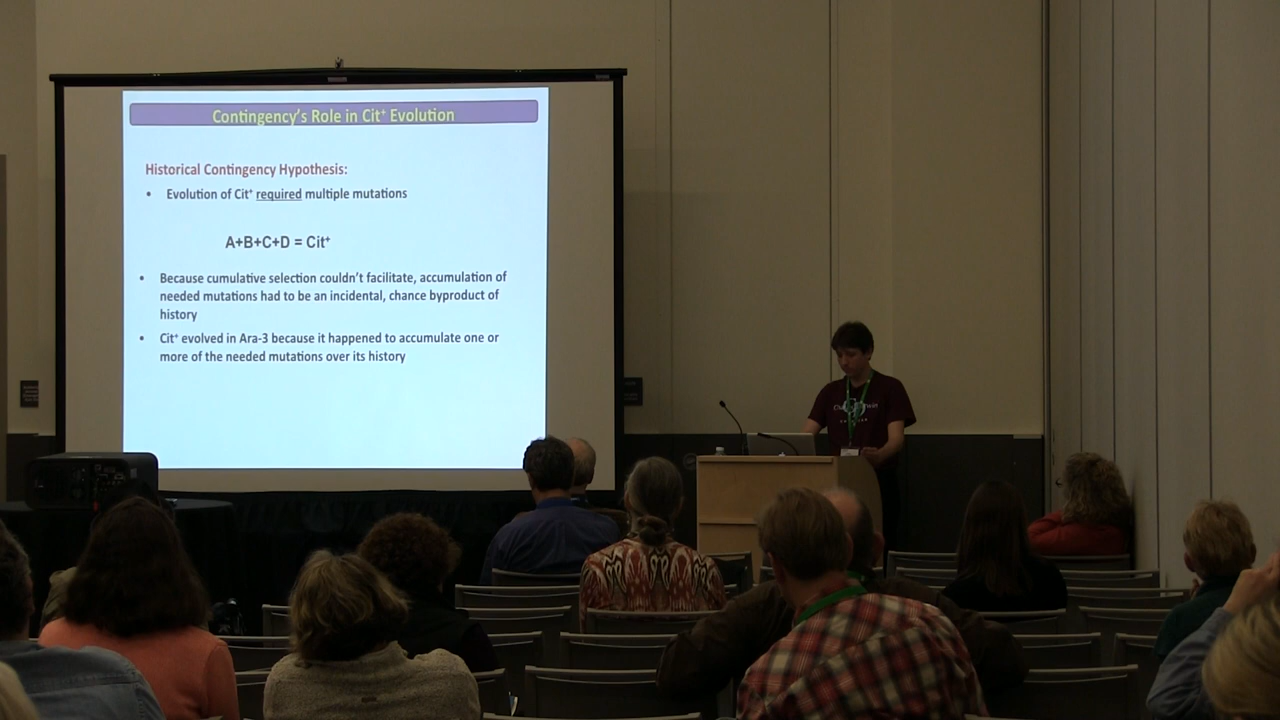 Contingency's Role in Cit⁺ Evolution
Historical Contingency Hypothesis:
• Evolution of Cit⁺ required multiple mutations
A+B+C+D = Cit⁺
• Because cumulative selection couldn't facilitate, accumulation of
needed mutations had to be an incidental, chance byproduct of
history
• Cit⁺ evolved in Ara-3 because it happened to accumulate one or
more of the needed mutations over its history